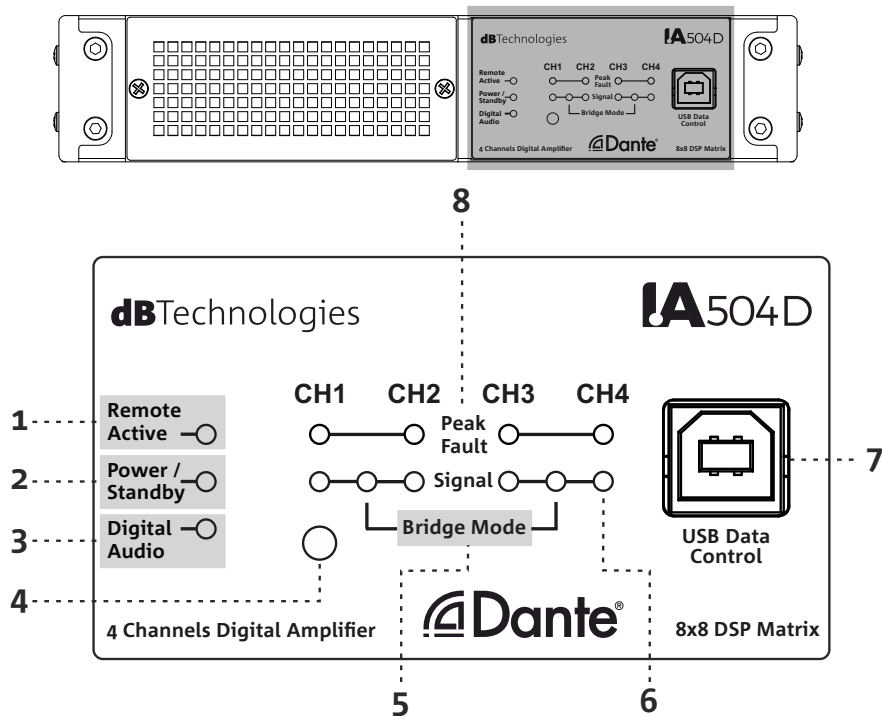 dBTechnologies
IA504D
CH1 CH2 CH3 CH4
Remote
Active
Peak
Fault
Power /
Standby
Signal
Digital
Audio
Bridge Mode
USB Data
Control
4 Channels Digital Amplifier
Dante®
8x8 DSP Matrix
8
dBTechnologies
IA504D
CH1 CH2 CH3 CH4
1
Remote
Active
Peak
Fault
2
Power /
Standby
Signal
7
3
Digital
Audio
Bridge Mode
USB Data
Control
4
4 Channels Digital Amplifier
Dante®
8x8 DSP Matrix
5
6